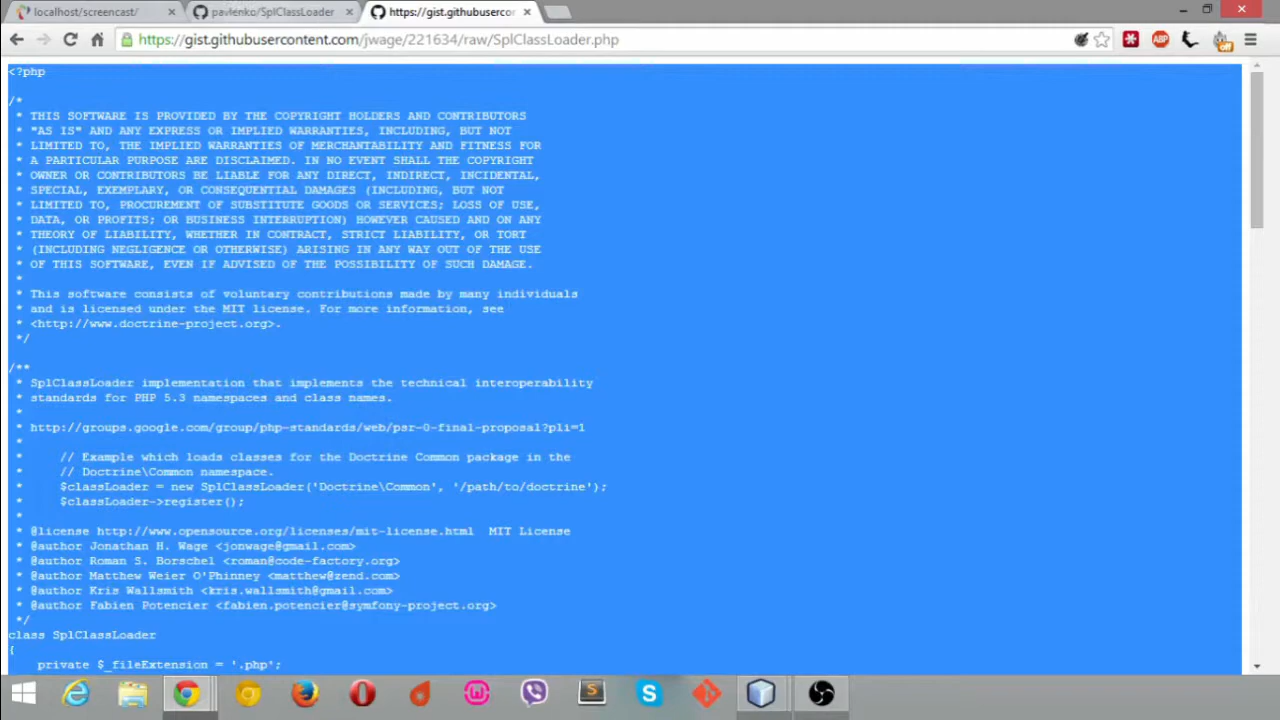 localhost/screencast/
pavlenko/SplClassLoader
https://gist.githubusercon
https://gist.githubusercontent.com/jwage/221634/raw/SplClassLoader.php
ABP
off
<?php
/*
* THIS SOFTWARE IS PROVIDED BY THE COPYRIGHT HOLDERS AND CONTRIBUTORS
* "AS IS" AND ANY EXPRESS OR IMPLIED WARRANTIES, INCLUDING, BUT NOT
* LIMITED TO, THE IMPLIED WARRANTIES OF MERCHANTABILITY AND FITNESS FOR
* A PARTICULAR PURPOSE ARE DISCLAIMED. IN NO EVENT SHALL THE COPYRIGHT
* OWNER OR CONTRIBUTORS BE LIABLE FOR ANY DIRECT, INDIRECT, INCIDENTAL,
* SPECIAL, EXEMPLARY, OR CONSEQUENTIAL DAMAGES (INCLUDING, BUT NOT
* LIMITED TO, PROCUREMENT OF SUBSTITUTE GOODS OR SERVICES; LOSS OF USE,
* DATA, OR PROFITS; OR BUSINESS INTERRUPTION) HOWEVER CAUSED AND ON ANY
* THEORY OF LIABILITY, WHETHER IN CONTRACT, STRICT LIABILITY, OR TORT
* (INCLUDING NEGLIGENCE OR OTHERWISE) ARISING IN ANY WAY OUT OF THE USE
* OF THIS SOFTWARE, EVEN IF ADVISED OF THE POSSIBILITY OF SUCH DAMAGE.
*
* This software consists of voluntary contributions made by many individuals
* and is licensed under the MIT license. For more information, see
* <http://www.doctrine-project.org>.
*/
/**
* SplClassLoader implementation that implements the technical interoperability
* standards for PHP 5.3 namespaces and class names.
*
* http://groups.google.com/group/php-standards/web/psr-0-final-proposal?pli=1
*
* // Example which loads classes for the Doctrine Common package in the
* // Doctrine\Common namespace.
* $classLoader = new SplClassLoader('Doctrine\Common', '/path/to/doctrine');
* $classLoader->register();
*
* @license http://www.opensource.org/licenses/mit-license.html MIT License
* @author Jonathan H. Wage <jonwage@gmail.com>
* @author Roman S. Borschel <roman@code-factory.org>
* @author Matthew Weier O'Phinney <matthew@zend.com>
* @author Kris Wallsmith <kris.wallsmith@gmail.com>
* @author Fabien Potencier <fabien.potencier@symfony-project.org>
*/
class SplClassLoader
{
private $_fileExtension = '.php';